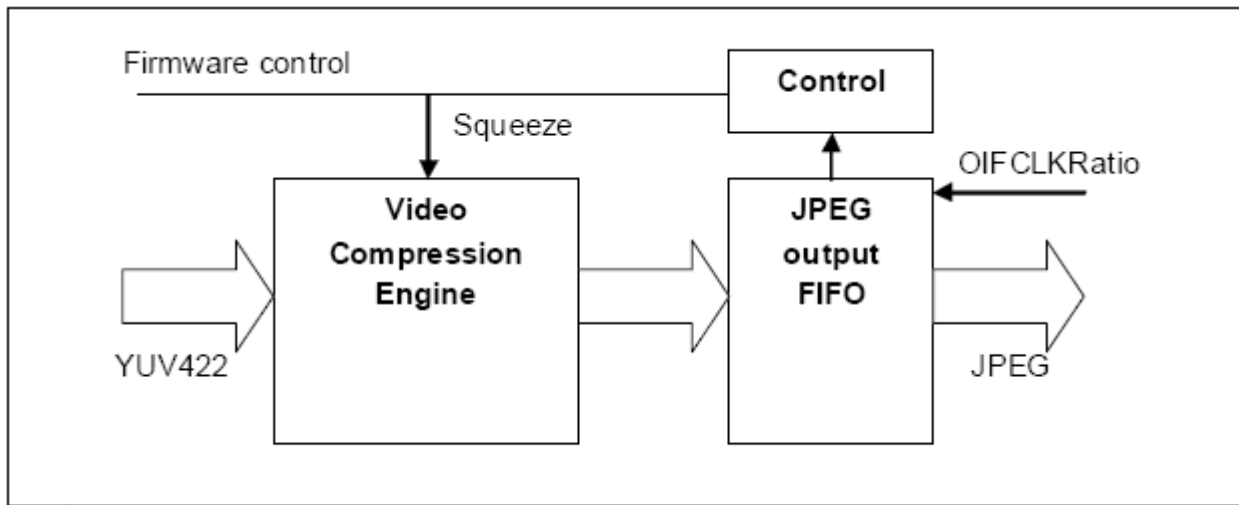 Firmware control
Control
Squeeze
OIFCLKRatio
Video
Compression
Engine
JPEG
output
FIFO
YUV422
JPEG